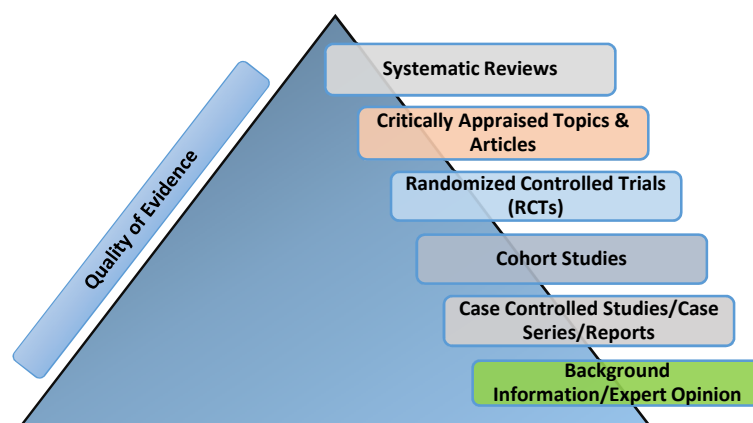 Systematic Reviews
Critically Appraised Topics &
Articles
Randomized Controlled Trials
(RCTs)
Cohort Studies
Case Controlled Studies/Case
Series/Reports
Background
Information/Expert Opinion
Quality of Evidence